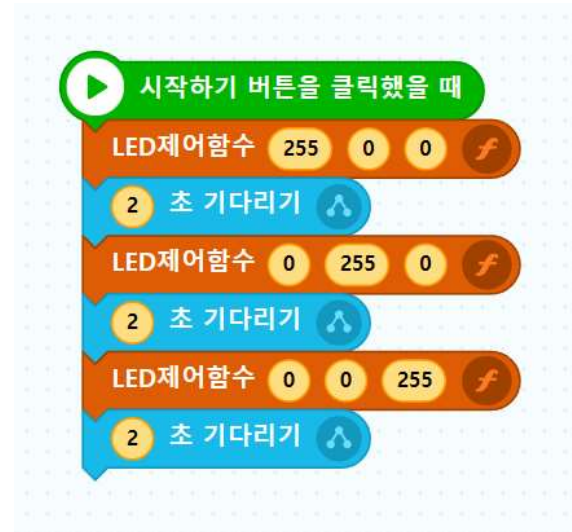 시작하기 버튼을 클릭했을 때
LED제어함수 255 0 0 f
2 초 기다리기
LED제어함수 0 255 0 f
2 초 기다리기
LED제어함수 0 0 255 f
2 초 기다리기